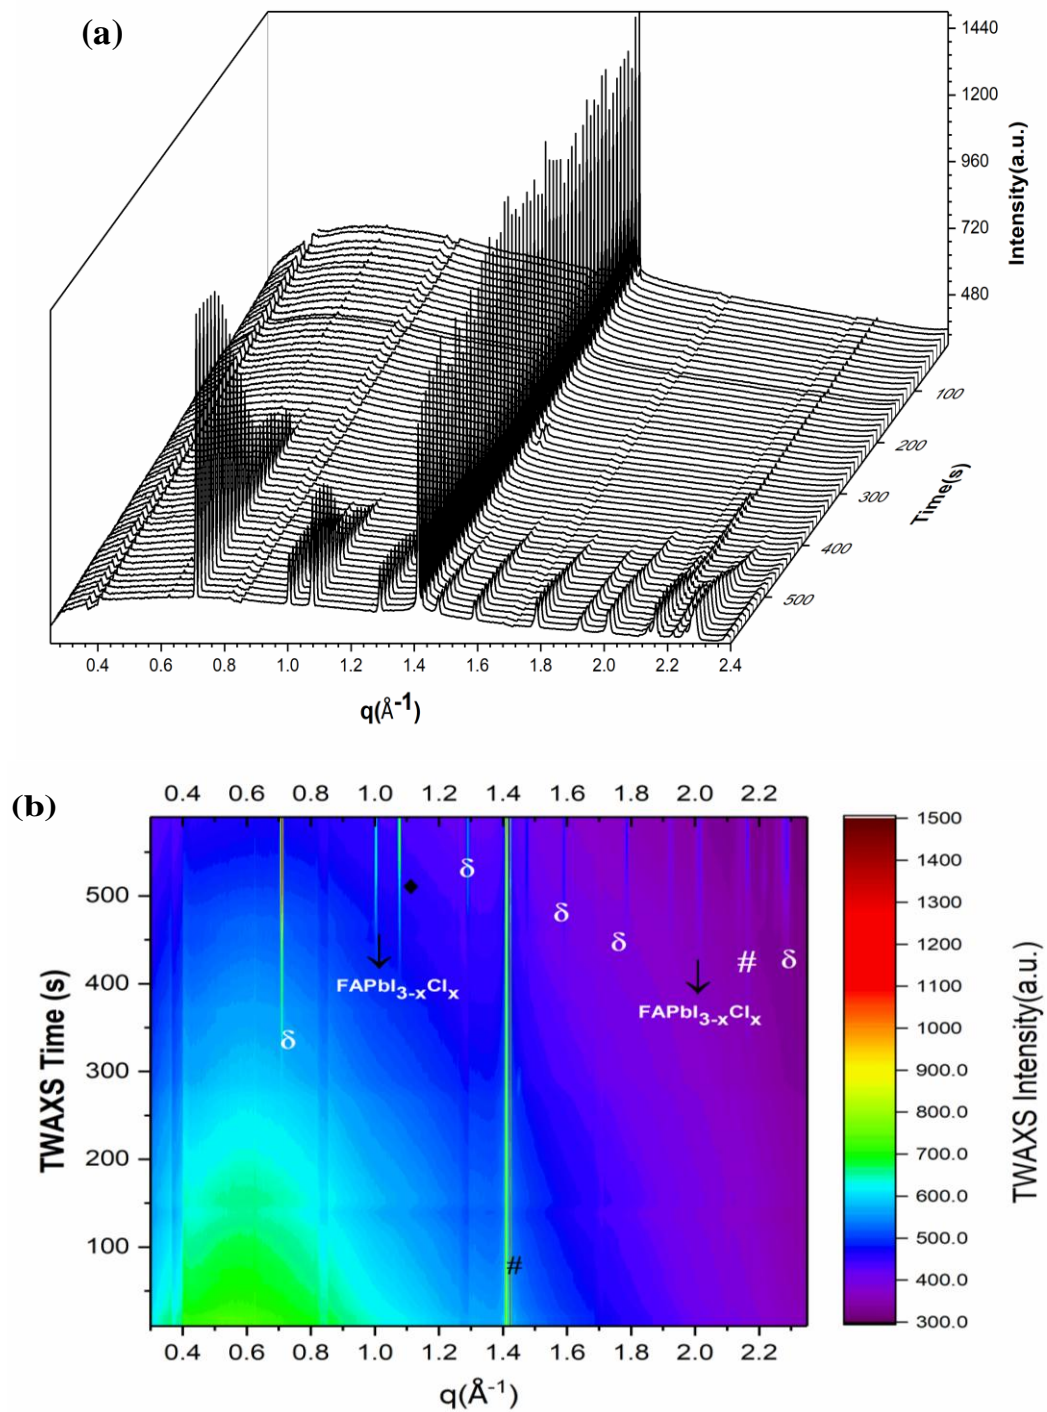 (a)
1440
1200
960
720
480
Intensity(a.u.)
100
200
300
400
500
Time(s)
0.4 0.6 0.8 1.0 1.2 1.4 1.6 1.8 2.0 2.2 2.4
q(Å-1)
(b)
0.4 0.6 0.8 1.0 1.2 1.4 1.6 1.8 2.0 2.2
500
400
300
200
100
TWAXS Time (s)
δ
δ
δ
δ
δ
#
#
FAPbI3-xClx
FAPbI3-xClx
0.4 0.6 0.8 1.0 1.2 1.4 1.6 1.8 2.0 2.2
q(Å-1)
1500
1400
1300
1200
1100
1000
900.0
800.0
700.0
600.0
500.0
400.0
300.0
TWAXS Intensity(a.u.)